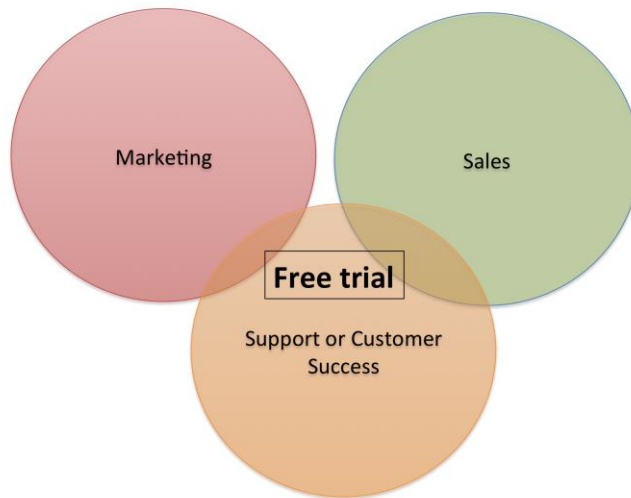 Marketing
Sales
Free trial
Support or Customer
Success